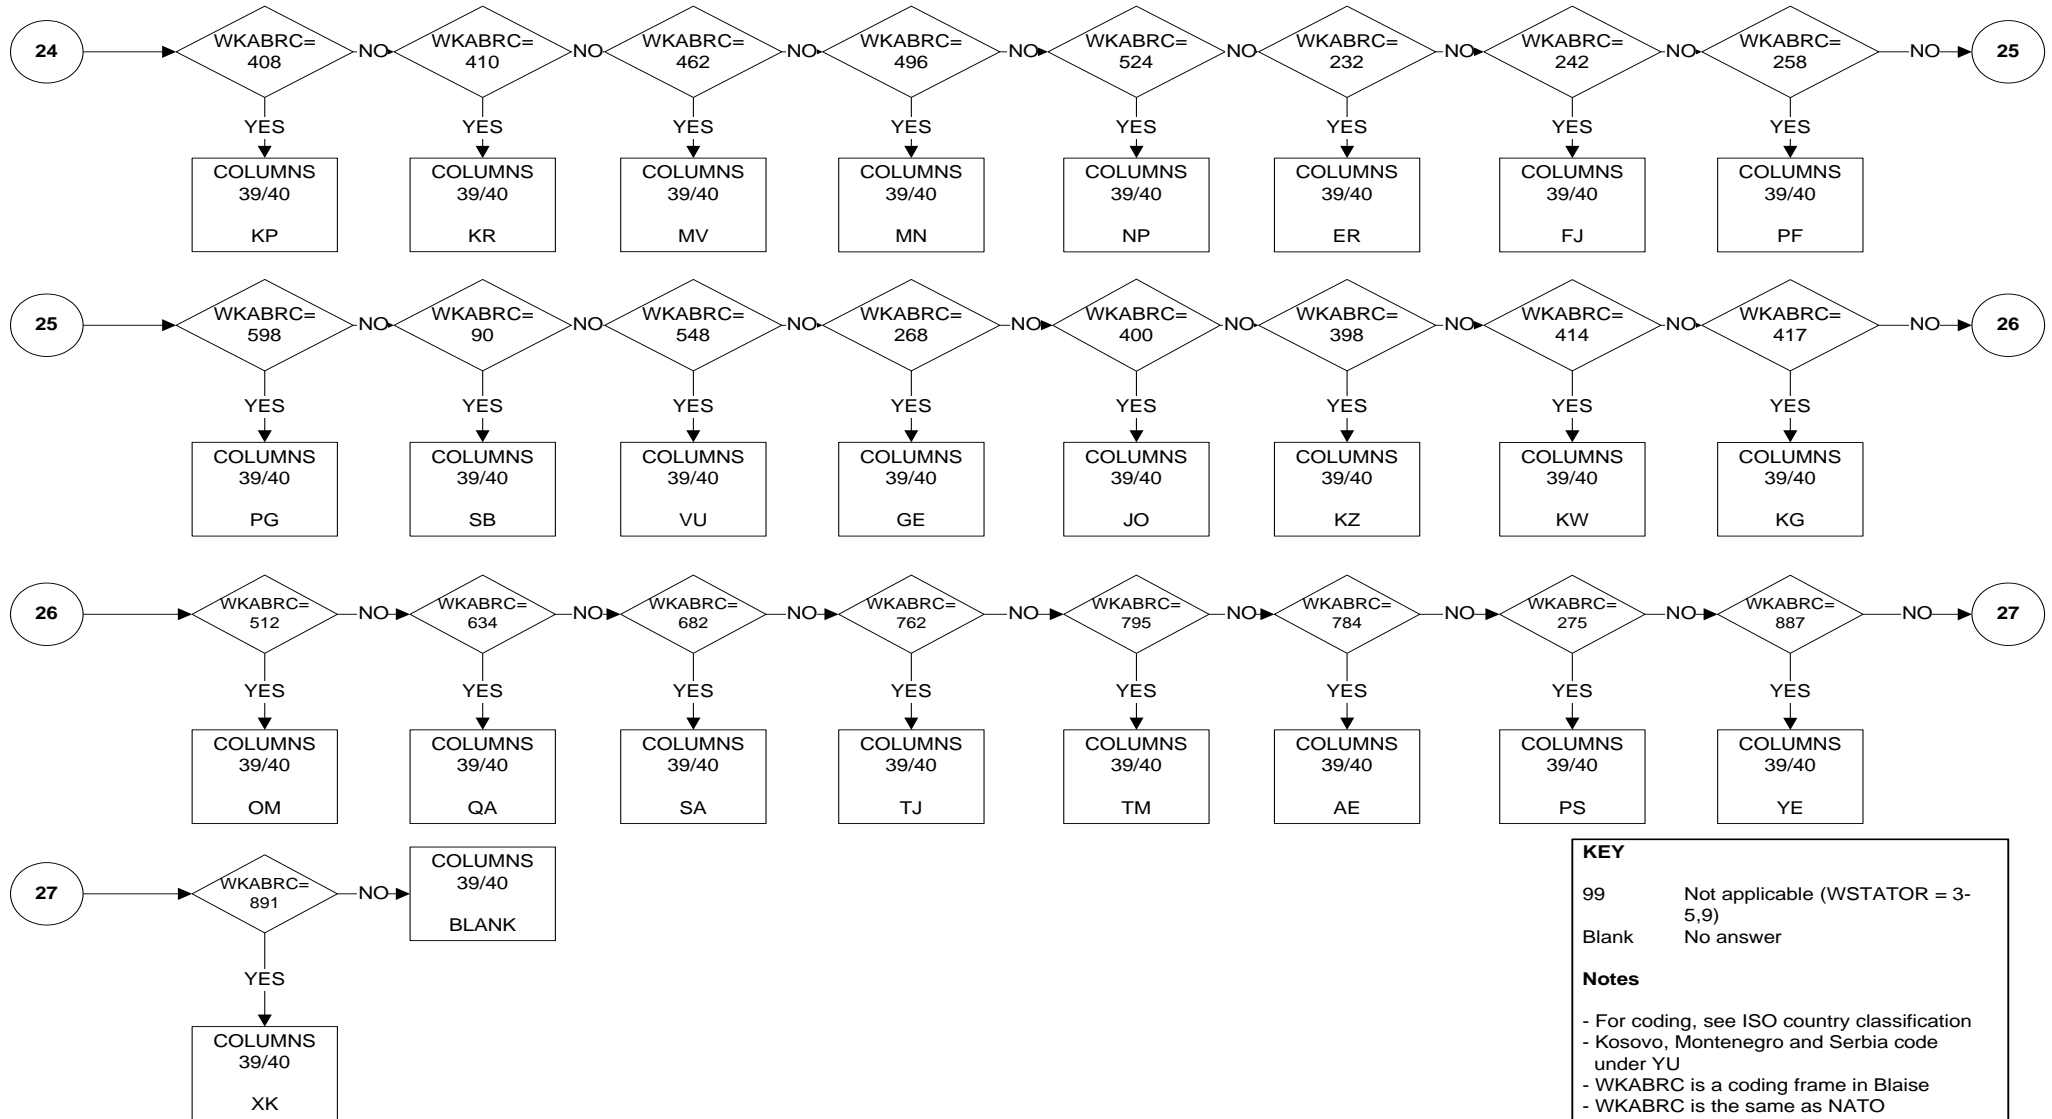 24
WKABRC=
408
NO
WKABRC=
410
NO
WKABRC=
462
NO
WKABRC=
496
NO
WKABRC=
524
NO
WKABRC=
232
NO
WKABRC=
242
NO
WKABRC=
258
NO
25
YES
YES
YES
YES
YES
YES
YES
YES
COLUMNS
39/40
KP
COLUMNS
39/40
KR
COLUMNS
39/40
MV
COLUMNS
39/40
MN
COLUMNS
39/40
NP
COLUMNS
39/40
ER
COLUMNS
39/40
FJ
COLUMNS
39/40
PF
25
WKABRC=
598
NO
WKABRC=
90
NO
WKABRC=
548
NO
WKABRC=
268
NO
WKABRC=
400
NO
WKABRC=
398
NO
WKABRC=
414
NO
WKABRC=
417
NO
26
YES
YES
YES
YES
YES
YES
YES
YES
COLUMNS
39/40
PG
COLUMNS
39/40
SB
COLUMNS
39/40
VU
COLUMNS
39/40
GE
COLUMNS
39/40
JO
COLUMNS
39/40
KZ
COLUMNS
39/40
KW
COLUMNS
39/40
KG
26
WKABRC=
512
NO
WKABRC=
634
NO
WKABRC=
682
NO
WKABRC=
762
NO
WKABRC=
795
NO
WKABRC=
784
NO
WKABRC=
275
NO
WKABRC=
887
NO
27
YES
YES
YES
YES
YES
YES
YES
YES
COLUMNS
39/40
OM
COLUMNS
39/40
QA
COLUMNS
39/40
SA
COLUMNS
39/40
TJ
COLUMNS
39/40
TM
COLUMNS
39/40
AE
COLUMNS
39/40
PS
COLUMNS
39/40
YE
27
WKABRC=
891
NO
COLUMNS
39/40
BLANK
YES
COLUMNS
39/40
XK
KEY
99 Not applicable (WSTATOR = 3-
5,9)
Blank No answer
Notes
- For coding, see ISO country classification
- Kosovo, Montenegro and Serbia code
under YU
- WKABRC is a coding frame in Blaise
- WKABRC is the same as NATO